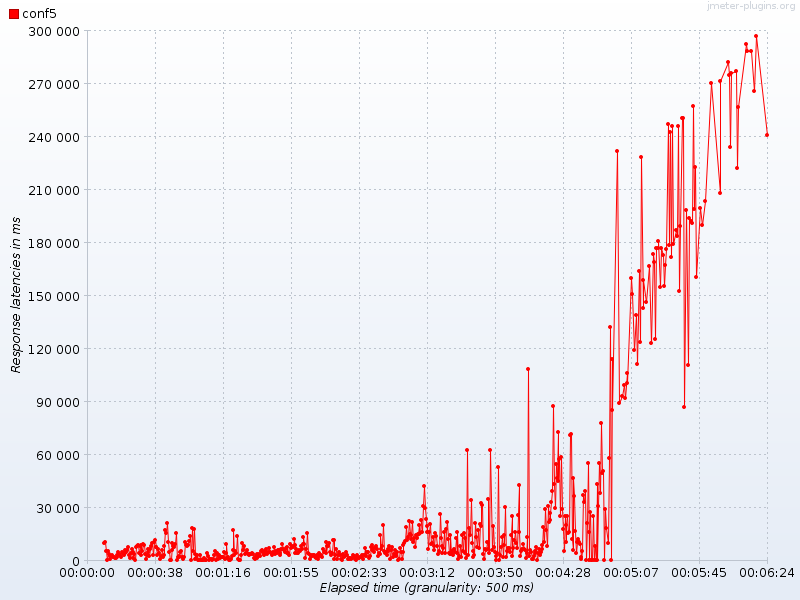 jmeter-plugins.org
conf5
300 000
270 000
240 000
210 000
180 000
150 000
120 000
90 000
60 000
30 000
0
Response latencies in ms
00:00:00 00:00:38 00:01:16 00:01:55 00:02:33 00:03:12 00:03:50 00:04:28 00:05:07 00:05:45 00:06:24
Elapsed time (granularity: 500 ms)